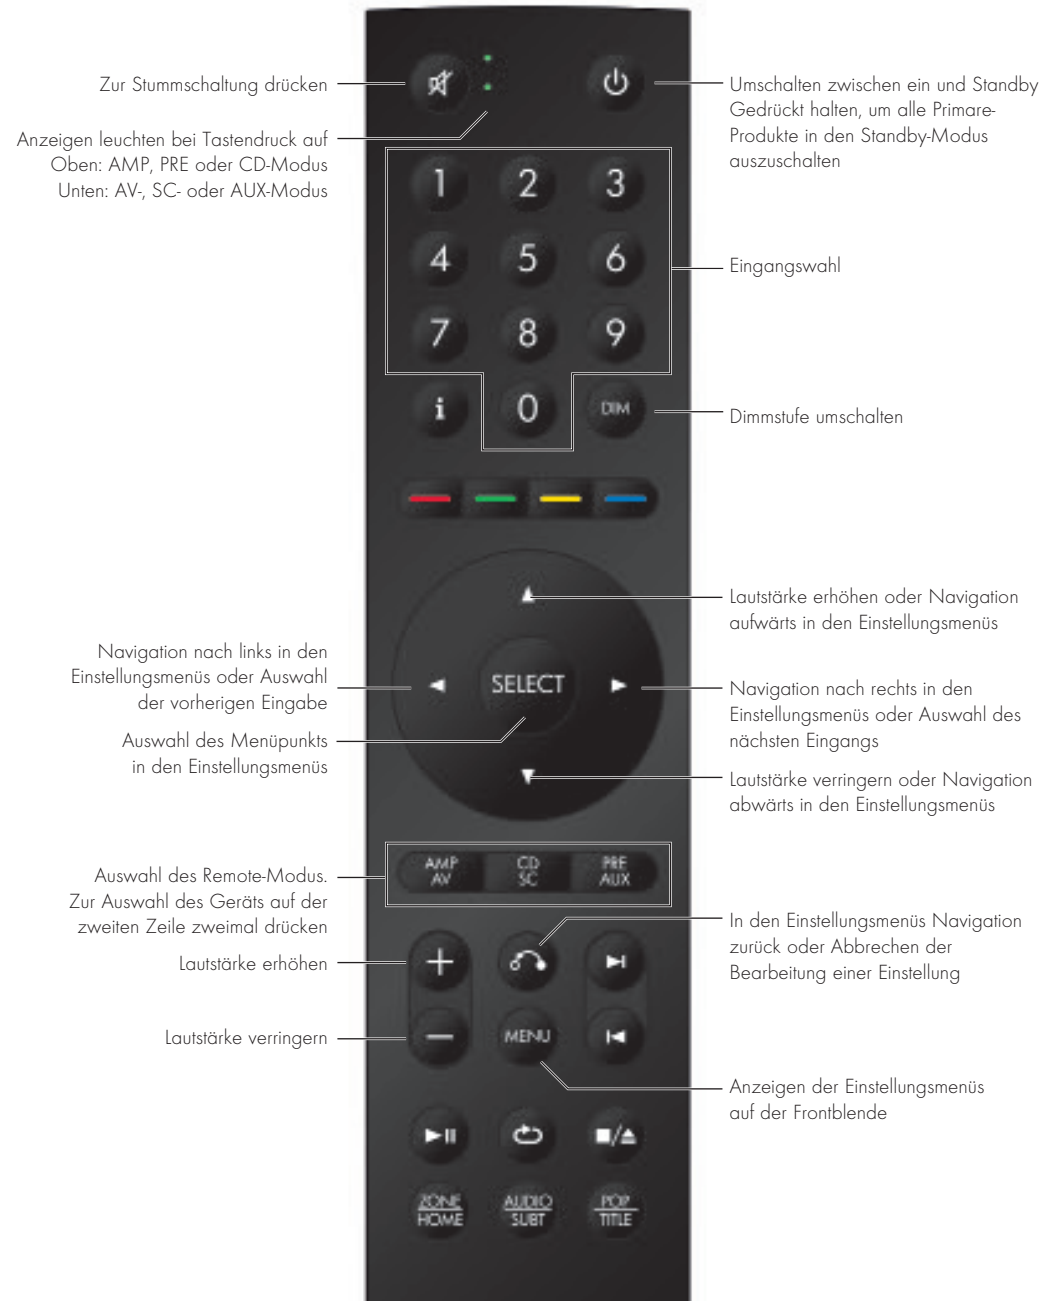 Zur Stummschaltung drücken
Umschalten zwischen ein und Standby
Gedrückt halten, um alle Primare-
Produkte in den Standby-Modus
auszuschalten
Anzeigen leuchten bei Tastendruck auf
Oben: AMP, PRE oder CD-Modus
Unten: AV-, SC- oder AUX-Modus
1 2 3
4 5 6
Eingangswahl
7 8 9
i 0 DIM
Dimmstufe umschalten
Lautstärke erhöhen oder Navigation
aufwärts in den Einstellungsmenüs
Navigation nach links in den
Einstellungsmenüs oder Auswahl
der vorherigen Eingabe
SELECT
Navigation nach rechts in den
Einstellungsmenüs oder Auswahl des
nächsten Eingangs
Auswahl des Menüpunkts
in den Einstellungsmenüs
Lautstärke verringern oder Navigation
abwärts in den Einstellungsmenüs
AMP CD PRE
AV SC AUX
Auswahl des Remote-Modus.
Zur Auswahl des Geräts auf der
zweiten Zeile zweimal drücken
In den Einstellungsmenüs Navigation
zurück oder Abbrechen der
Bearbeitung einer Einstellung
Lautstärke erhöhen
Lautstärke verringern
MENU
Anzeigen der Einstellungsmenüs
auf der Frontblende
ZONE AUDIO POP
HOME SUBT TITLE